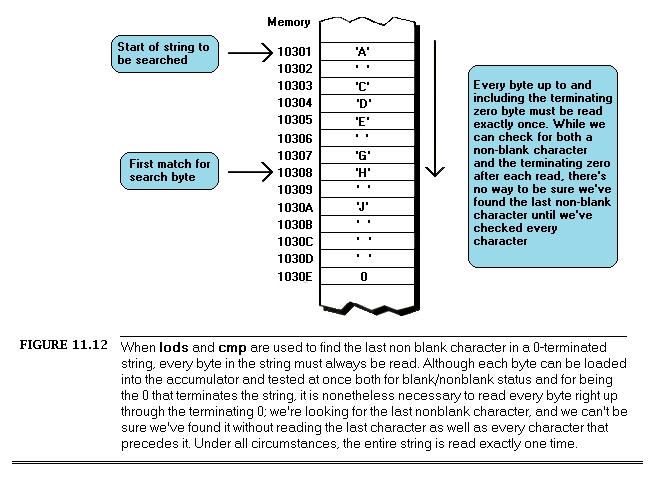 Memory
Start of string to
be searched
10301 'A'
10302 ' '
10303 'C'
10304 'D'
10305 'E'
10306 ' '
10307 'G'
First match for
search byte
10308 'H'
10309 ' '
1030A 'J'
1030B ' '
1030C ' '
1030D ' '
1030E 0
Every byte up to and
including the terminating
zero byte must be read
exactly once. While we
can check for both a
non-blank character
and the terminating zero
after each read, there's
no way to be sure we've
found the last non-blank
character until we've
checked every
character
FIGURE 11.12 When lods and cmp are used to find the last non blank character in a 0-terminated
string, every byte in the string must always be read. Although each byte can be loaded
into the accumulator and tested at once both for blank/nonblank status and for being
the 0 that terminates the string, it is nonetheless necessary to read every byte right up
through the terminating 0; we're looking for the last nonblank character, and we can't be
sure we've found it without reading the last character as well as every character that
precedes it. Under all circumstances, the entire string is read exactly one time.